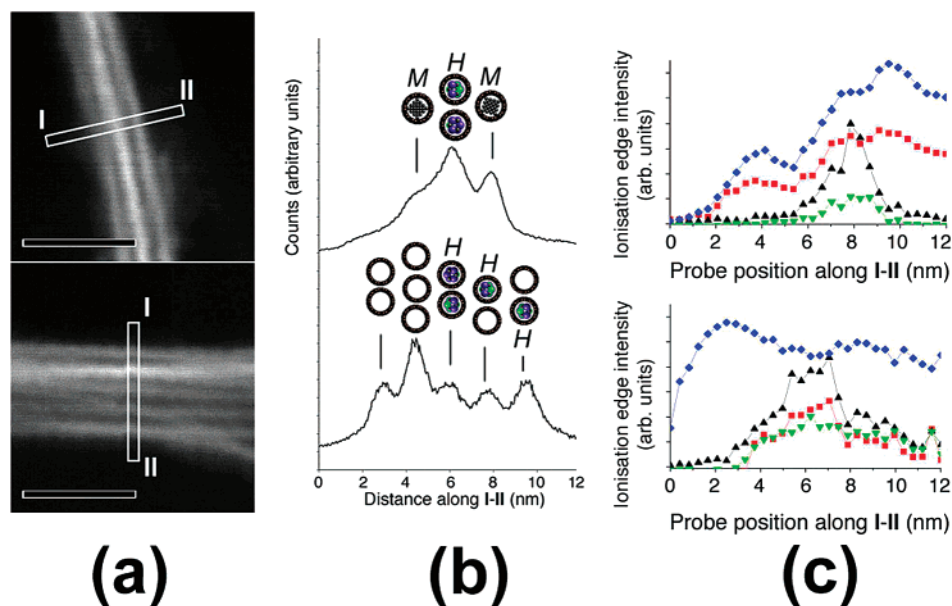 I
II
I
II
Counts (arbitrary units)
M
H
M
H
H
H
0 2 4 6 8 10 12
Distance along I-II (nm)
Ionisation edge intensity
(arb. units)
0 2 4 6 8 10 12
Probe position along I-II (nm)
Ionisation edge intensity
(arb. units)
0 2 4 6 8 10 12
Probe position along I-II (nm)
(a) (b) (c)